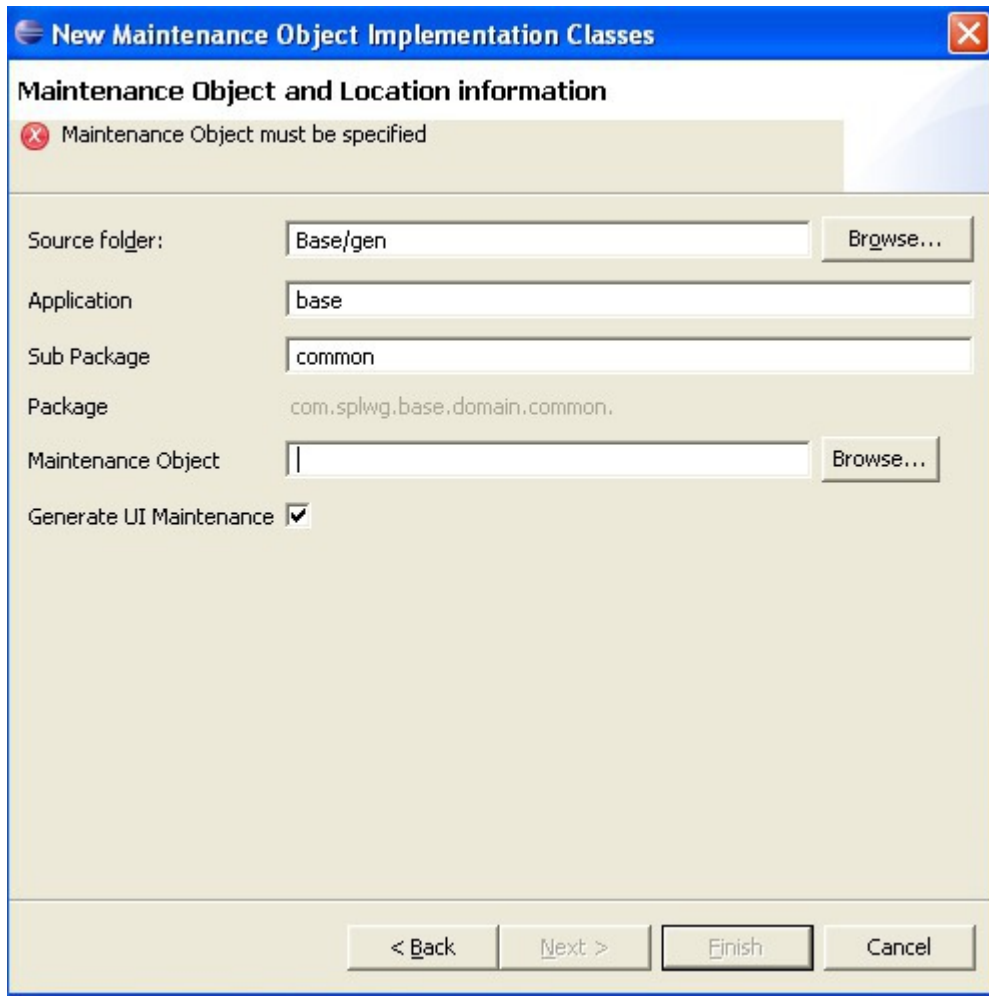 New Maintenance Object Implementation Classes
Maintenance Object and Location information
Maintenance Object must be specified
Source folder: Base/gen Browse...
Application base
Sub Package common
Package com.splwg.base.domain.common.
Maintenance Object Browse...
Generate UI Maintenance
< Back Next > Finish Cancel